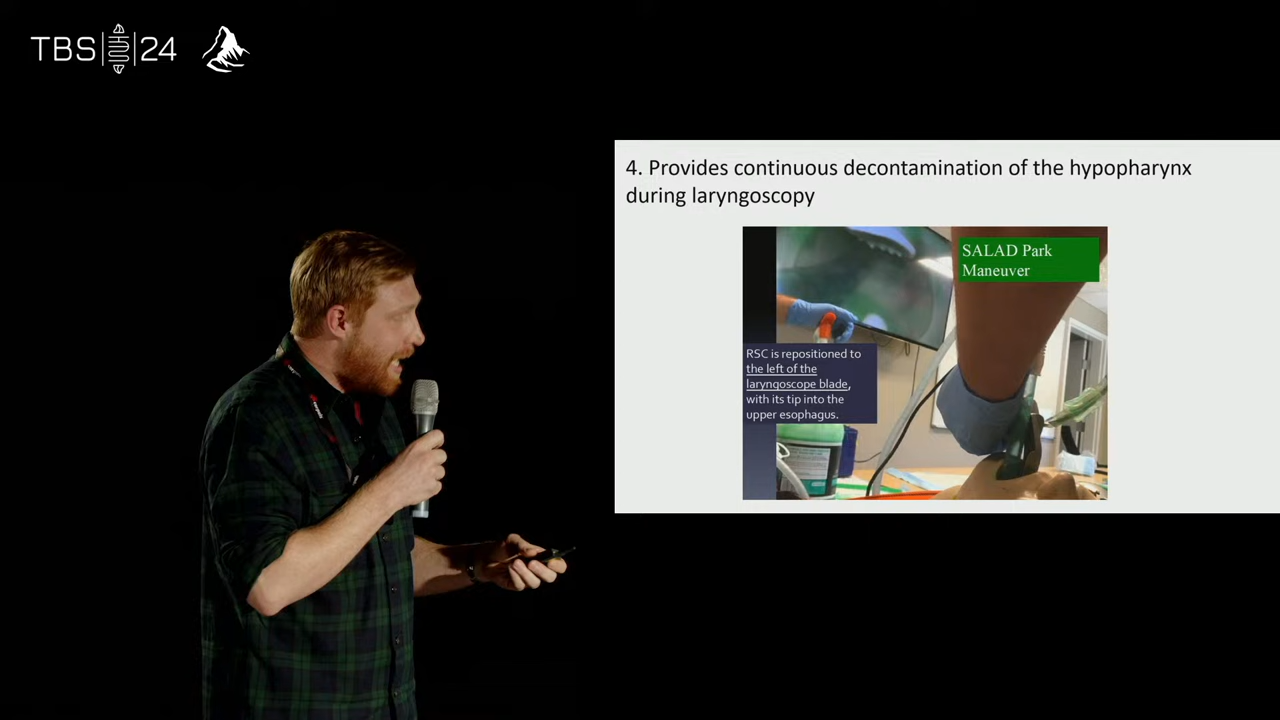 TBS 24
4. Provides continuous decontamination of the hypopharynx
during laryngoscopy
SALAD Park
Maneuver
RSC is repositioned to
the left of the
laryngoscope blade,
with its tip into the
upper esophagus.